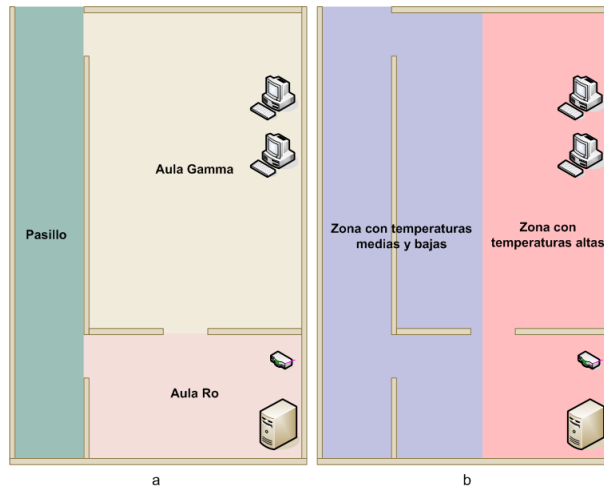 Aula Gamma
Pasillo
Aula Ro
a
Zona con temperaturas
medias y bajas
Zona con
temperaturas altas
b